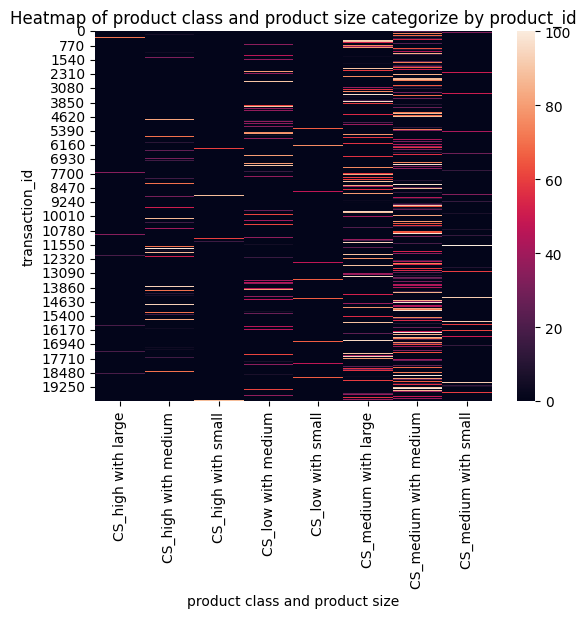 Heatmap of product class and product size categorize by product_id
transaction_id
0
770
1540
2310
3080
3850
4620
5390
6160
6930
7700
8470
9240
10010
10780
11550
12320
13090
13860
14630
15400
16170
16940
17710
18480
19250
CS_high with large
CS_high with medium
CS_high with small
CS_low with medium
CS_low with small
CS_medium with large
CS_medium with medium
CS_medium with small
product class and product size
100
80
60
40
20
0